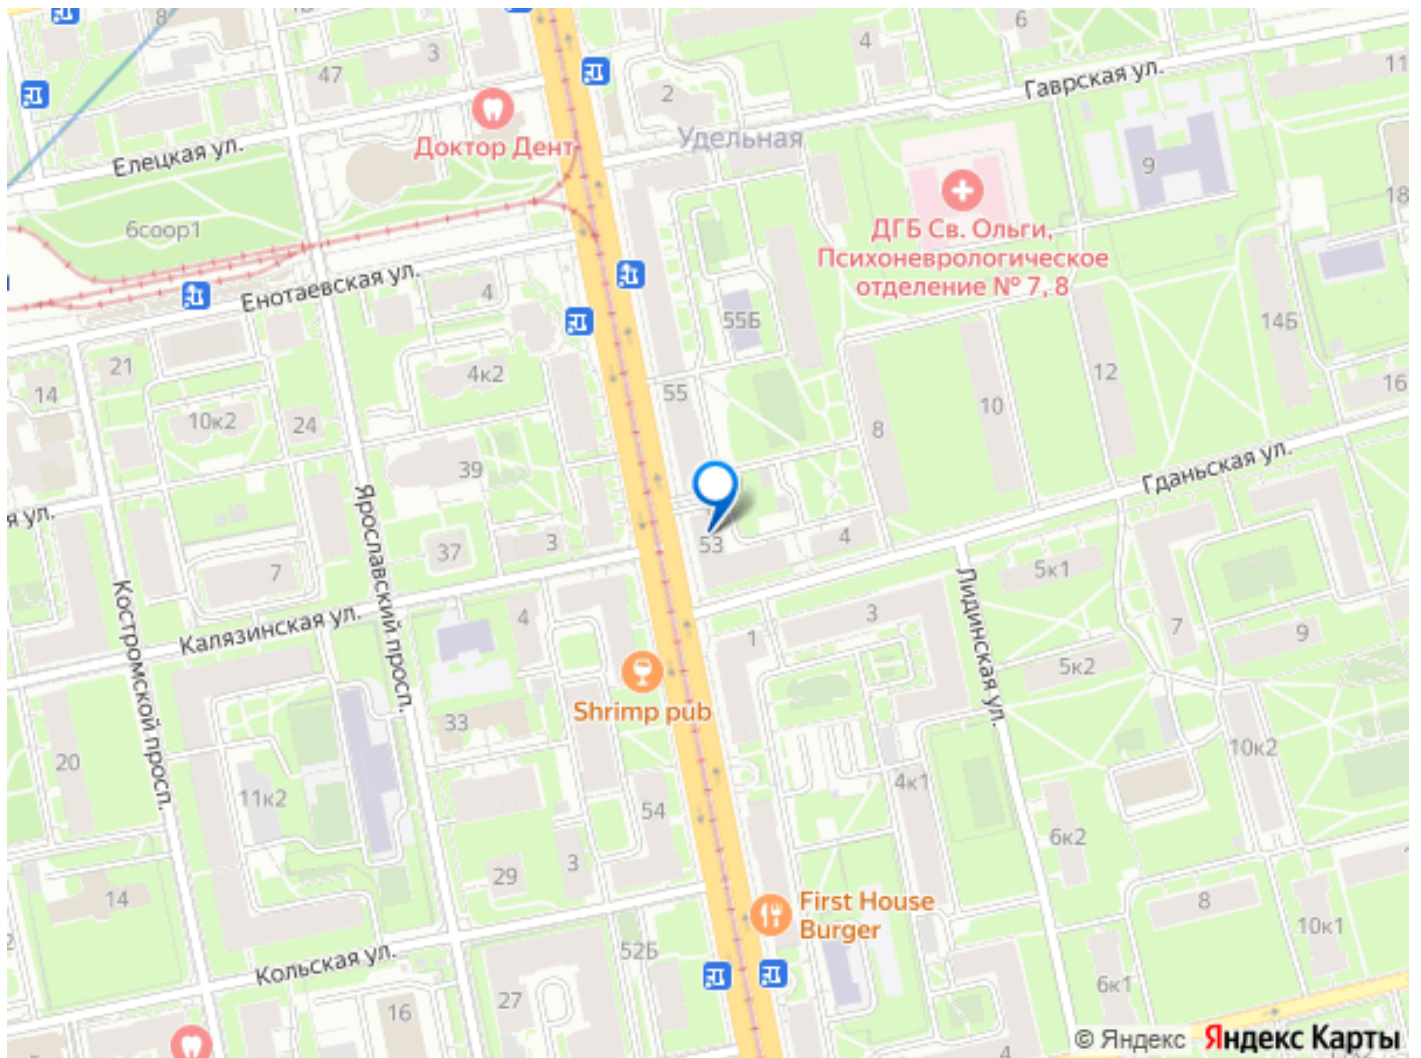 8
3
47
4
6
11
Гаврская ул.
2
Доктор Дент
Удельная
Елецкая ул.
9
18
6соор1
ДГБ Св. Ольги,
Психоневрологическое
отделение № 7, 8
Енотаевская ул.
4
55Б
14Б
21
14
4к2
12
16
55
10к2
24
8
10
39
Гданьская ул.
я ул.
Ярославский просп.
37
3
53
4
7
5к1
Костромской просп.
Калязинская ул.
4
1
3
Лидинская ул.
7
9
5к2
Shrimp pub
33
20
10к2
11к2
54
4к1
6к2
29
3
14
8
First House
Burger
10к1
52Б
Кольская ул.
27
6к1
16
4
© Яндекс Яндекс Карты